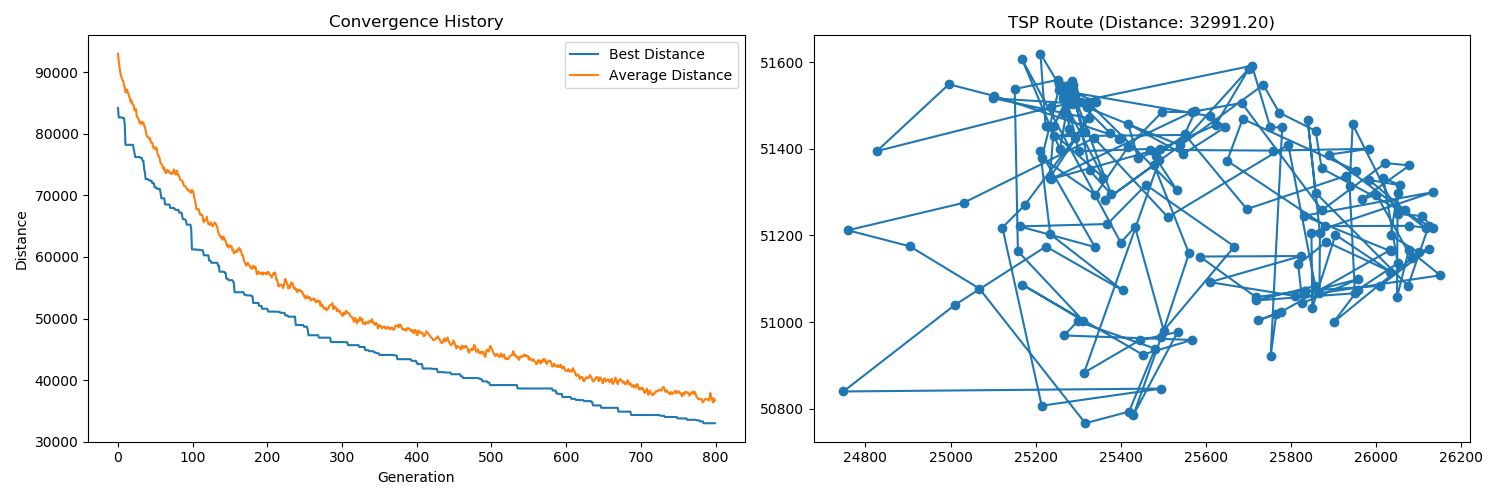 Convergence History
90000
80000
70000
60000
50000
40000
30000
Distance
0 100 200 300 400 500 600 700 800
Generation
Best Distance
Average Distance
TSP Route (Distance: 32991.20)
51600
51400
51200
51000
50800
24800 25000 25200 25400 25600 25800 26000 26200